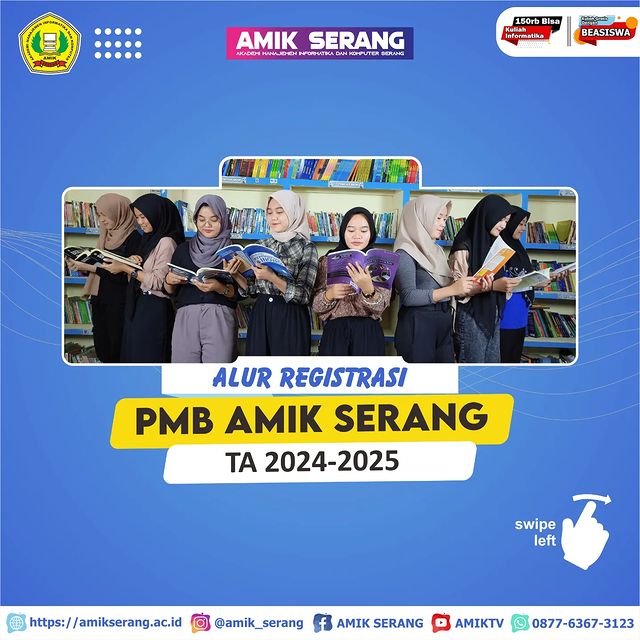 AMIK
AMIK SERANG
AKADEMI MANAJEMEN INFORMATIKA DAN KOMPUTER SERANG
150rb Bisa
Kuliah
Informatika
BEASISWA
ALUR REGISTRASI
PMB AMIK SERANG
TA 2024-2025
swipe
left
https://amikserang.ac.id @amik_serang AMIK SERANG AMIKTV 0877-6367-3123